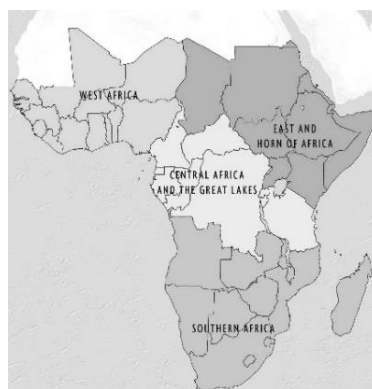 WEST AFRICA
EAST AND
HORN OF AFRICA
CENTRAL AFRICA
AND THE GREAT LAKES
SOUTHERN AFRICA